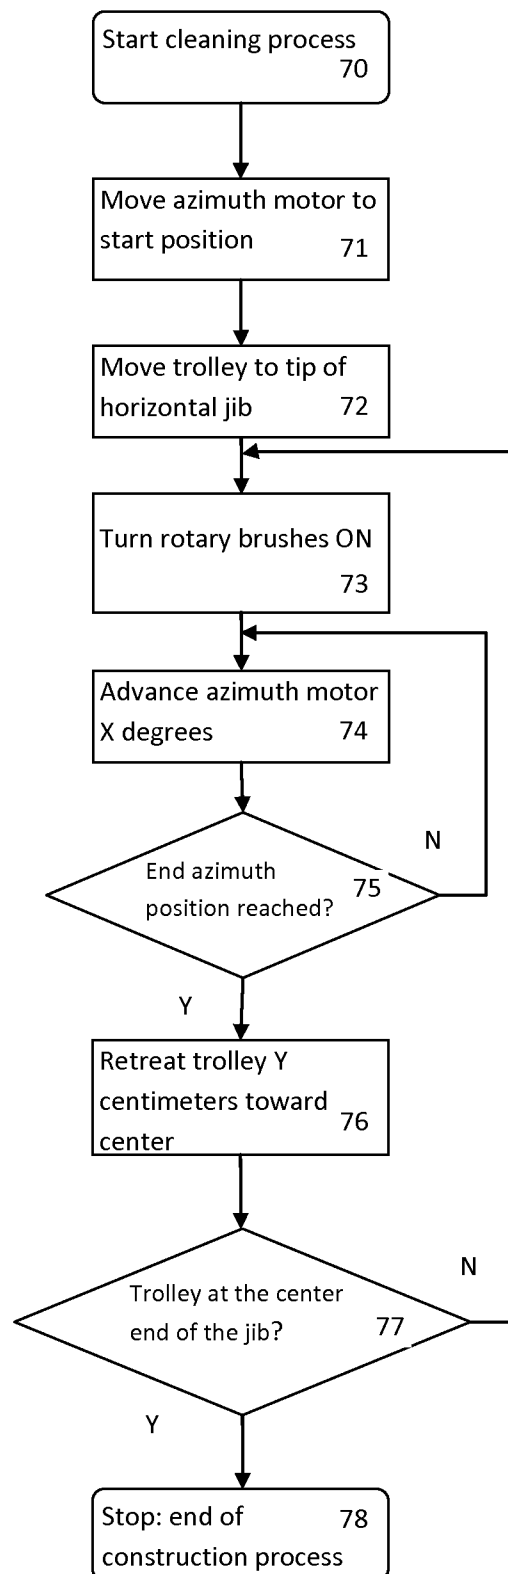 Start cleaning process
70
Move azimuth motor to
start position 71
Move trolley to tip of
horizontal jib 72
Turn rotary brushes ON
73
Advance azimuth motor
X degrees 74
N
End azimuth 75
position reached?
Y
Retreat trolley Y
centimeters toward
center 76
N
Trolley at the center
end of the jib? 77
Y
Stop: end of 78
construction process